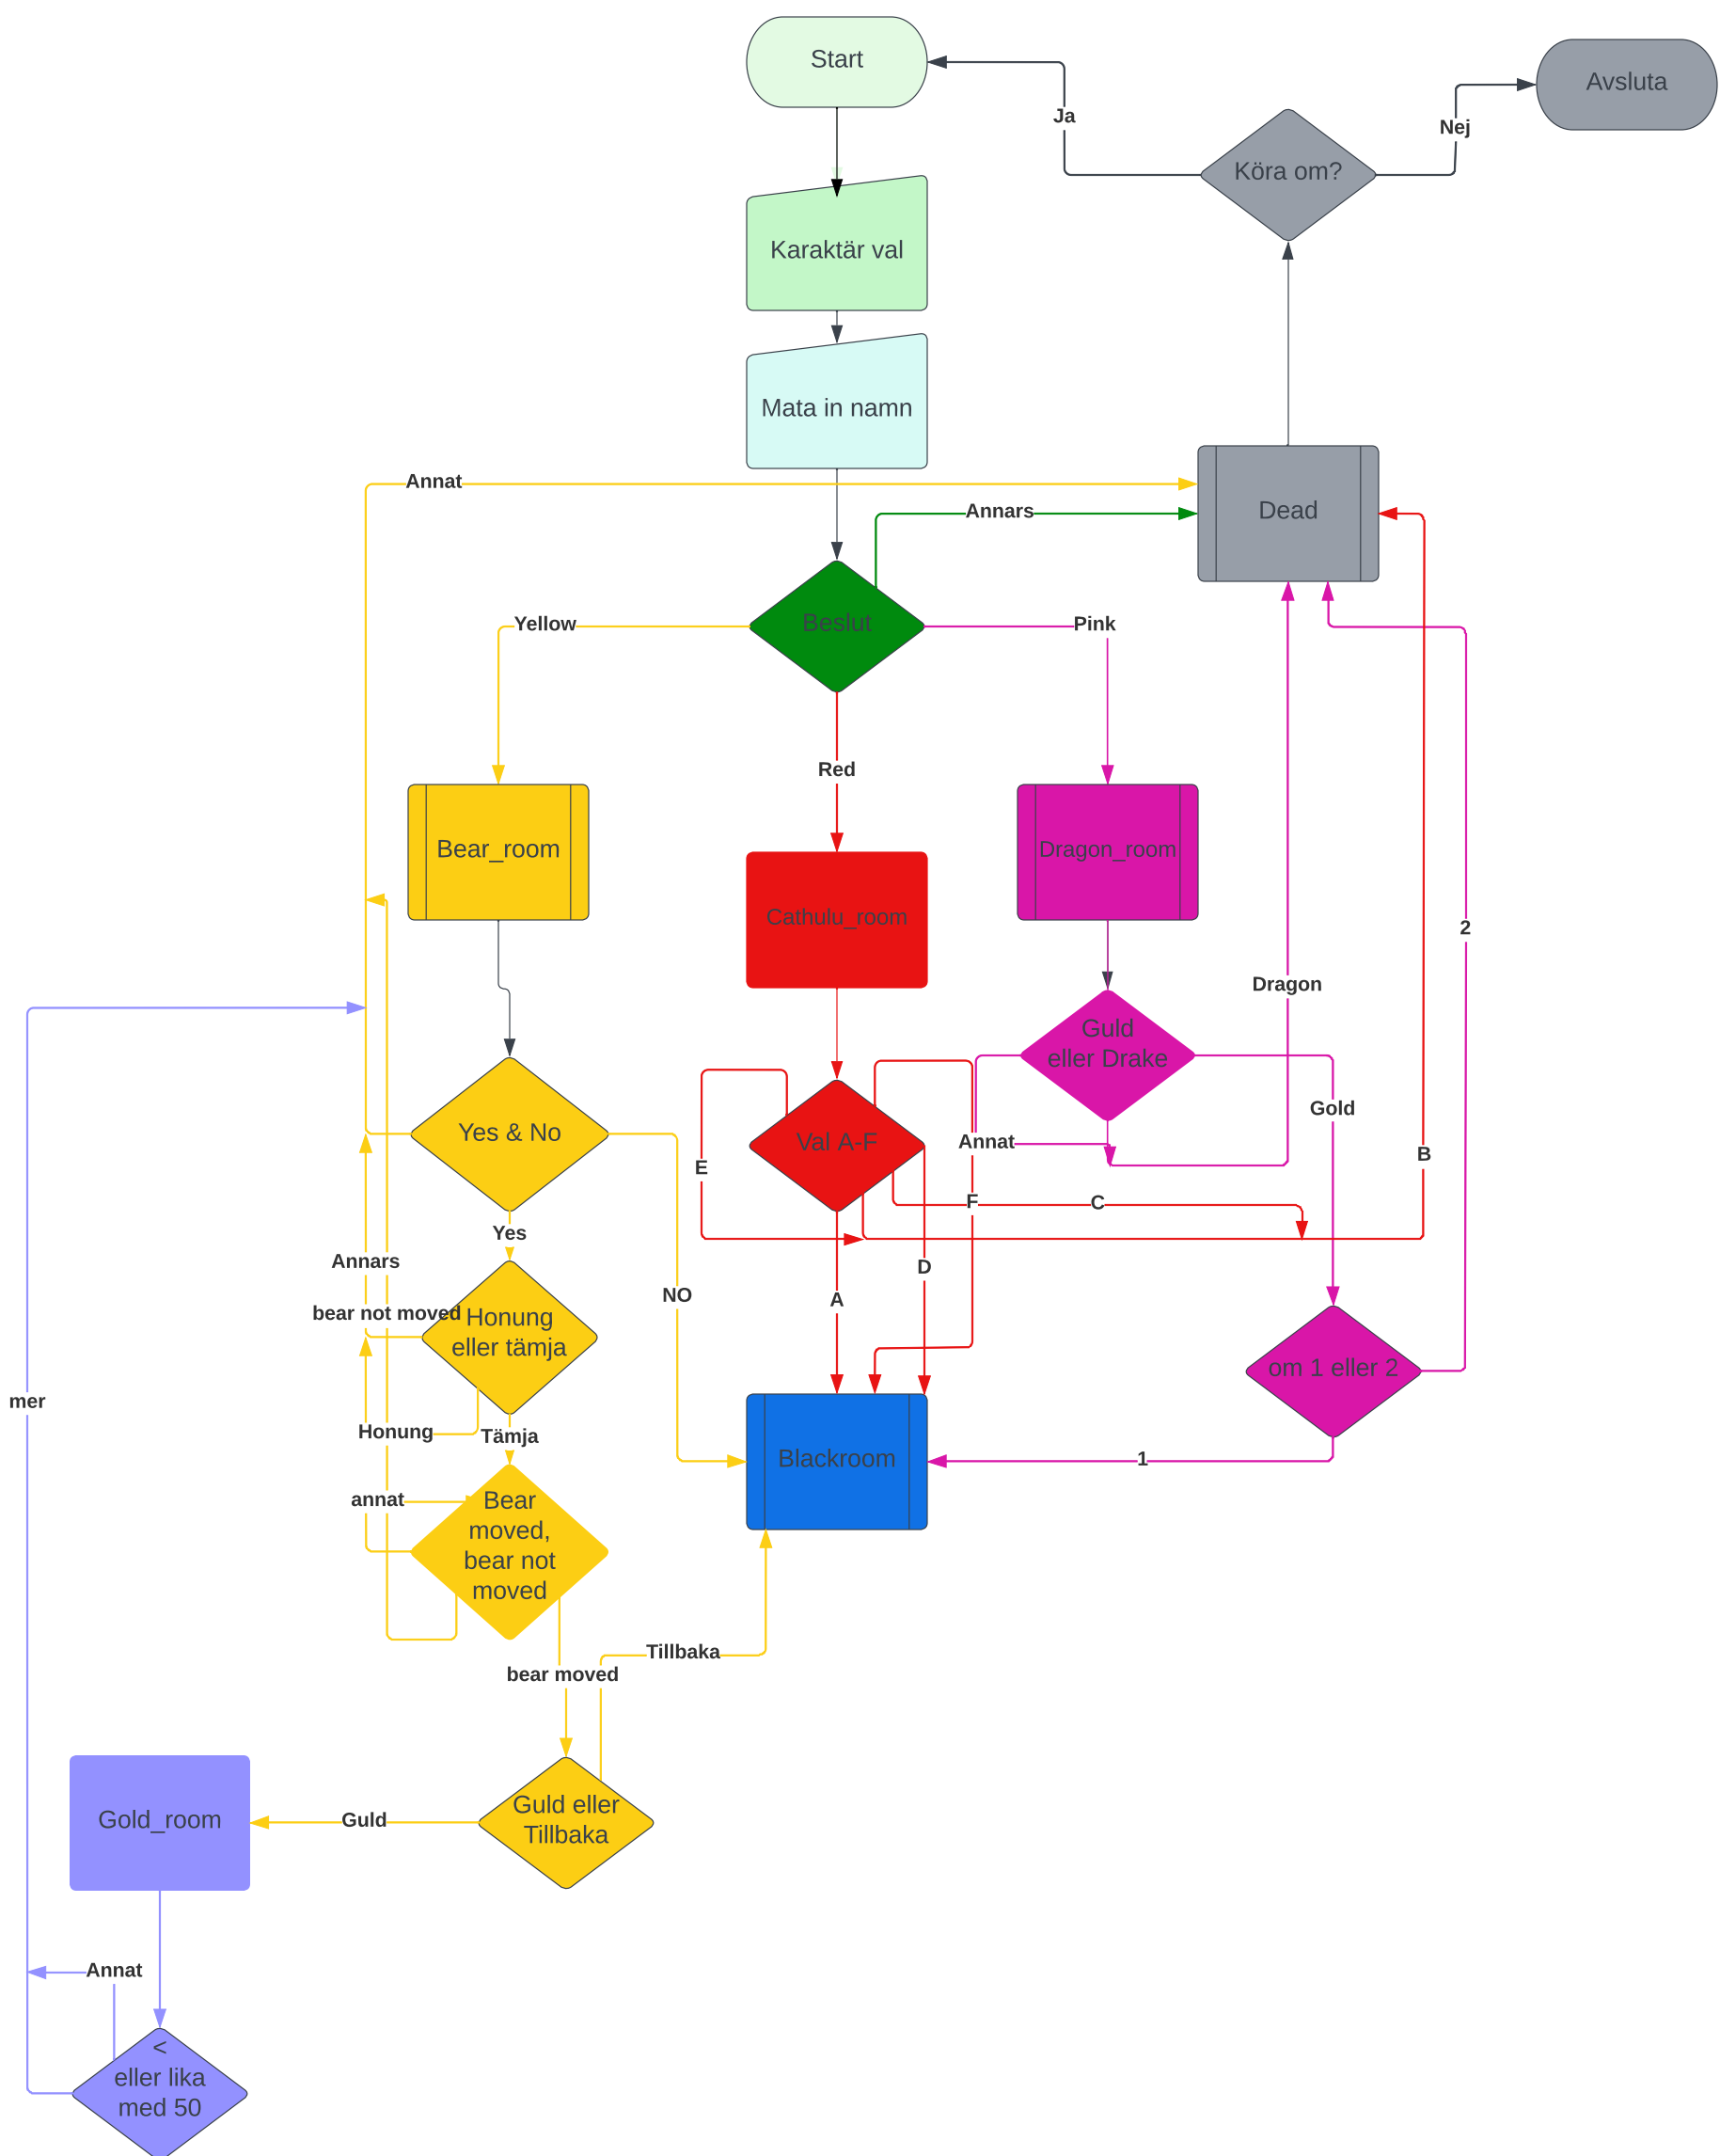 Start
Avsluta
Ja
Nej
Köra om?
Karaktär val
Mata in namn
Annat
Annars
Dead
Beslut
Yellow
Pink
Red
Bear_room
Dragon_room
Cathulu_room
2
Dragon
Guld
eller Drake
Gold
Yes & No
Val A-F
Annat
B
E
F
C
Yes
Annars
D
NO
A
bear not moved
Honung
eller tämja
om 1 eller 2
mer
Honung
Tämja
Blackroom
1
annat
Bear
moved,
bear not
moved
Tillbaka
bear moved
Gold_room
Guld
Guld eller
Tillbaka
Annat
<
eller lika
med 50